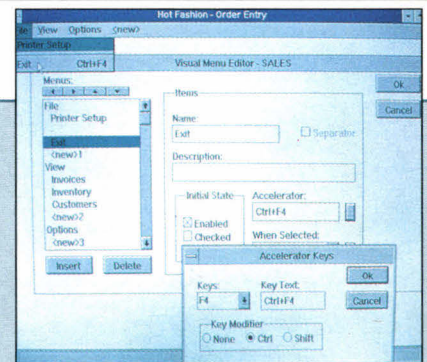 Hot Fashion - Order Entry
ile View Options <new>
Printer Setup
Exit Ctrl+F4
Visual Menu Editor - SALES
Menus:
File
Printer Setup
Exit
<new>1
View
Invoices
Inventory
Customers
<new>2
Options
<new>3
Insert Delete
Items
Name:
Exit
Separator
Description:
Initial State
Enabled
Checked
Accelerator:
Ctrl+F4
When Selected:
Ok
Cancel
Accelerator Keys
Keys: Key Text:
F4 Ctrl+F4
Ok
Cancel
Key Modifier
None Ctrl Shift